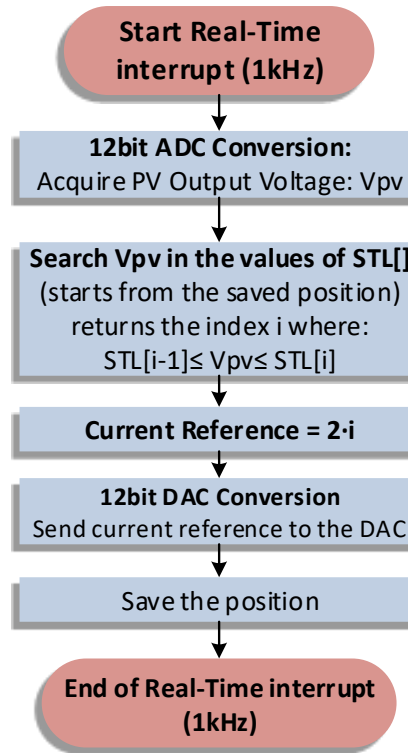 Start Real-Time
interrupt (1kHz)
12bit ADC Conversion:
Acquire PV Output Voltage: Vpv
Search Vpv in the values of STL[]
(starts from the saved position)
returns the index i where:
STL[i-1]≤ Vpv≤ STL[i]
Current Reference = 2·i
12bit DAC Conversion
Send current reference to the DAC
Save the position
End of Real-Time interrupt
(1kHz)